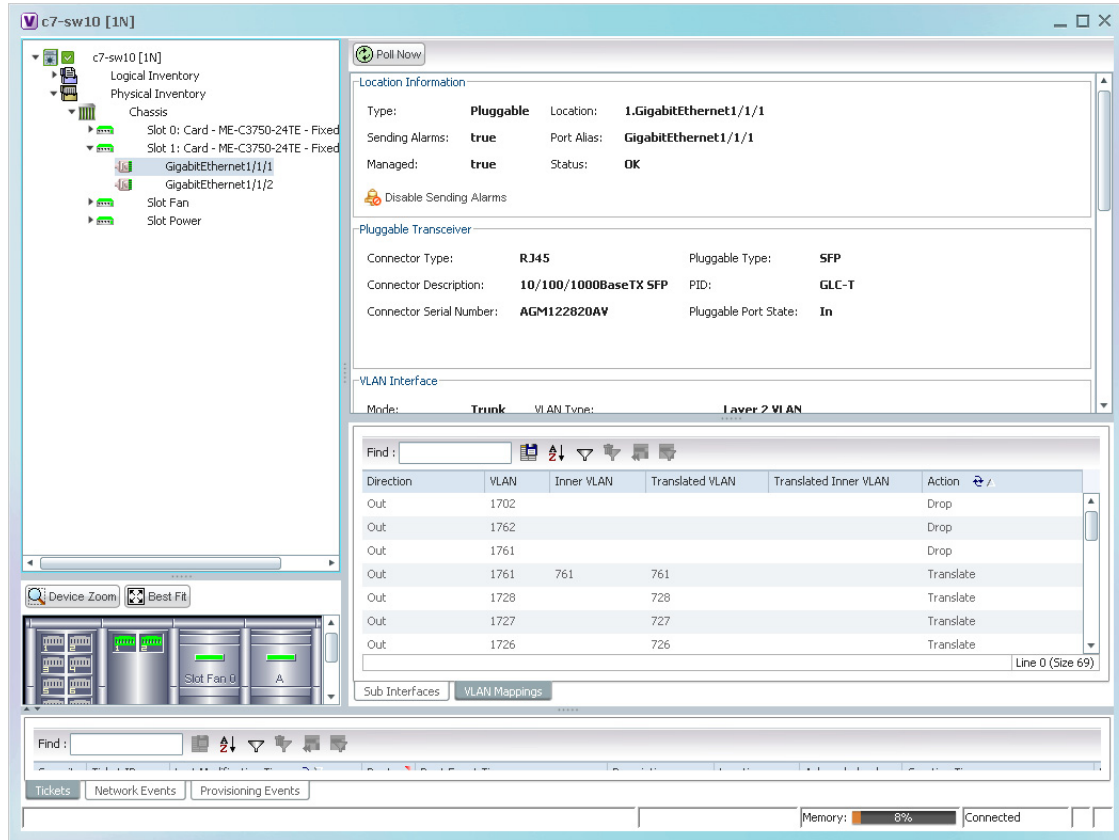 c7-sw10 [1N]
c7-sw10 [1N]
Logical Inventory
Physical Inventory
Chassis
Slot 0: Card - ME-C3750-24TE - Fixed
Slot 1: Card - ME-C3750-24TE - Fixed
GigabitEthernet1/1/1
GigabitEthernet1/1/2
Slot Fan
Slot Power
Poll Now
Location Information
Type: Pluggable Location: 1.GigabitEthernet1/1/1
Sending Alarms: true Port Alias: GigabitEthernet1/1/1
Managed: true Status: OK
Disable Sending Alarms
Pluggable Transceiver
Connector Type: RJ45 Pluggable Type: SFP
Connector Description: 10/100/1000BaseTX SFP PID: GLC-T
Connector Serial Number: AGM122820AV Pluggable Port State: In
VLAN Interface
Mode: Trunk VLAN Type: Layer 2 VLAN
Find :
Direction VLAN Inner VLAN Translated VLAN Translated Inner VLAN Action
Out 1702 Drop
Out 1762 Drop
Out 1761 Drop
Out 1761 761 761 Translate
Out 1728 728 Translate
Out 1727 727 Translate
Out 1726 726 Translate
Line 0 (Size 69)
Sub Interfaces VLAN Mappings
Device Zoom Best Fit
1 2
3 4
5 6
1 2
Slot Fan 0
A
Find :
Tickets Network Events Provisioning Events
Memory: 8% Connected